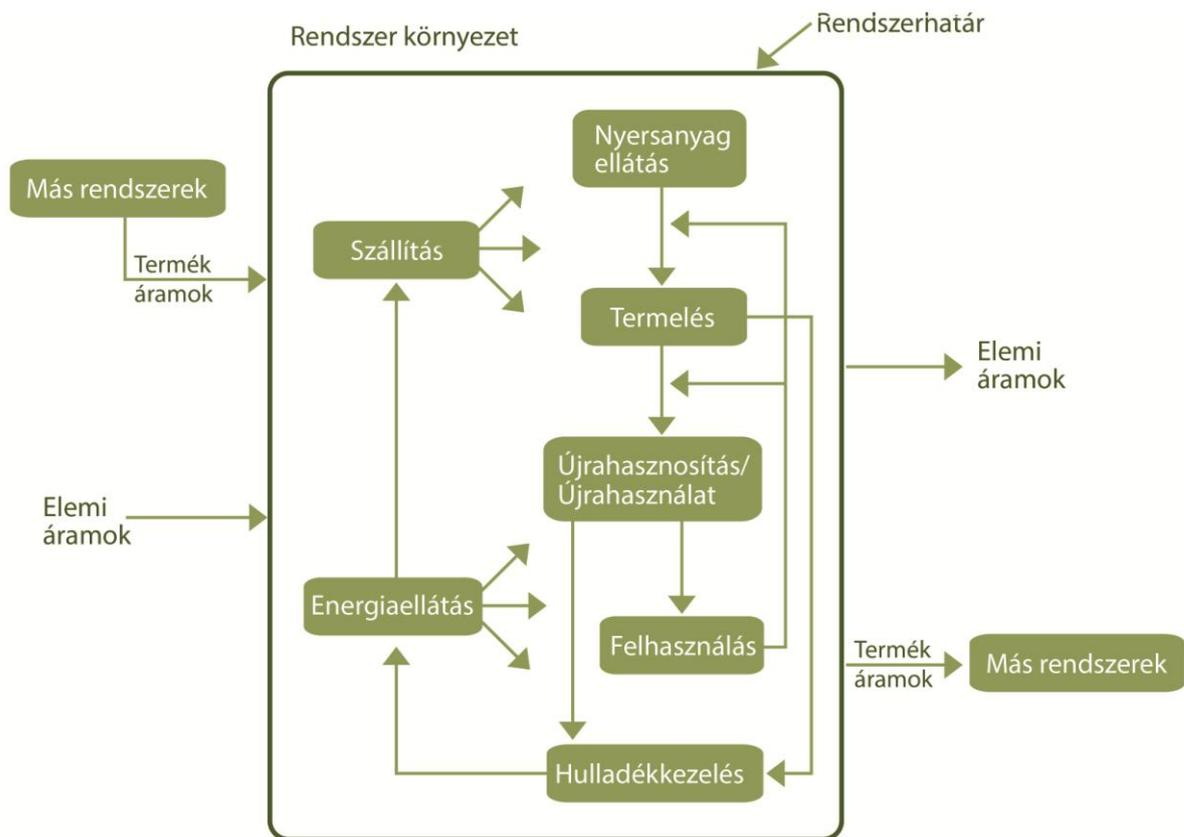 Rendszer környezet
Rendszerhatár
Nyersanyag
ellátás
Más rendszerek
Szállítás
Termék
áramok
Termelés
Elemi
áramok
Újrahasznosítás/
Újrahasználat
Elemi
áramok
Energiaellátás
Felhasználás
Termék
áramok
Más rendszerek
Hulladékkezelés